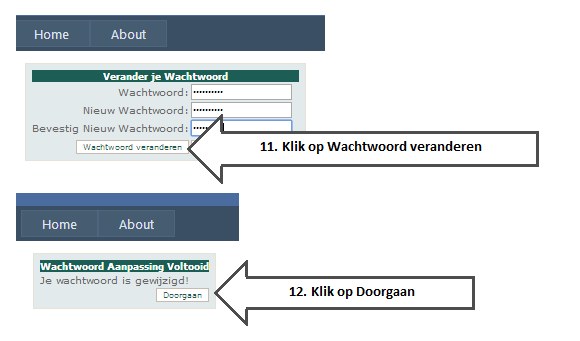 Home About
Verander je Wachtwoord
Wachtwoord: ••••••••••
Nieuw Wachtwoord: ••••••••••
Bevestig Nieuw Wachtwoord:
Wachtwoord veranderen
11. Klik op Wachtwoord veranderen
Home About
Wachtwoord Aanpassing Voltooid
Je wachtwoord is gewijzigd!
Doorgaan
12. Klik op Doorgaan